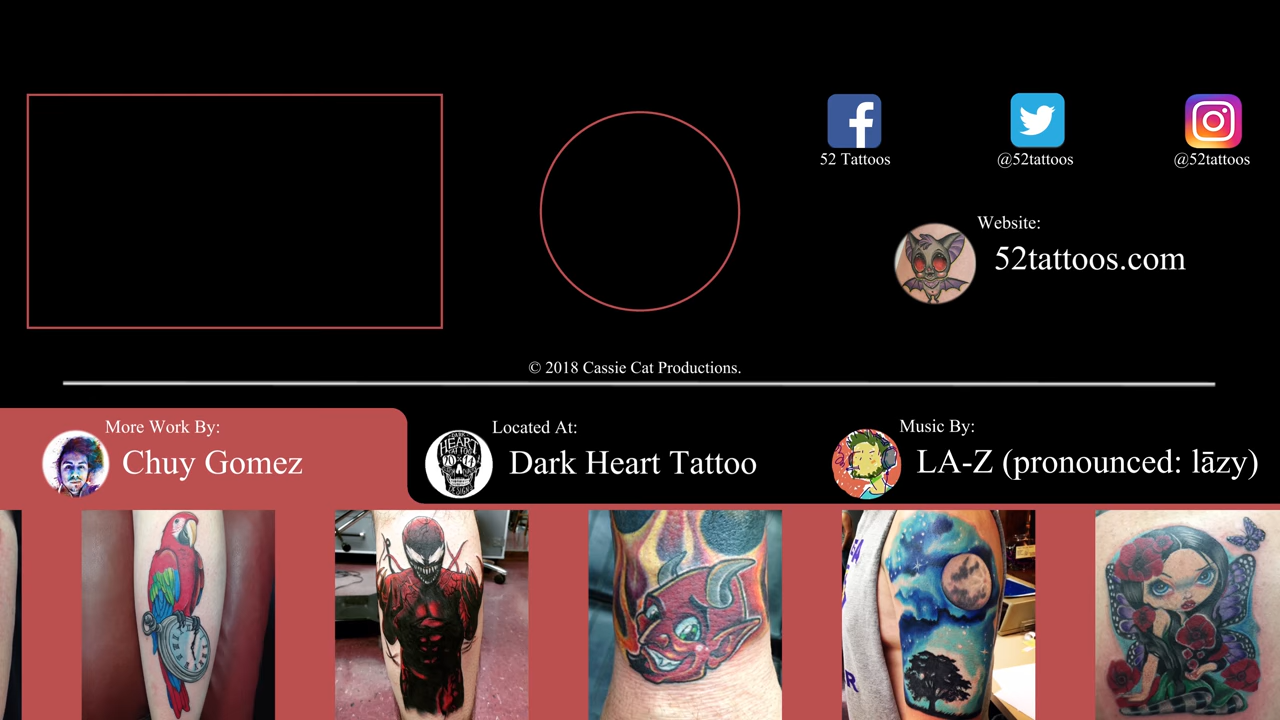 52 Tattoos
@52tattoos
@52tattoos
Website:
52tattoos.com
© 2018 Cassie Cat Productions.
More Work By:
Chuy Gomez
Located At:
Dark Heart Tattoo
Music By:
LA-Z (pronounced: lāzy)
HEART